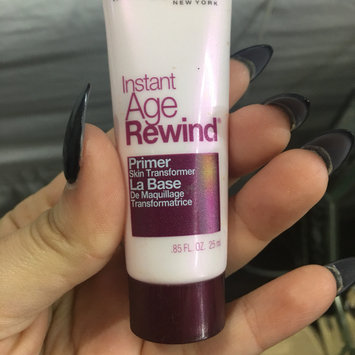 NEW YORK
Instant
Age
Rewind®
Primer
Skin Transformer
La Base
De Maquillage
Transformatrice
.85 FL. OZ. 25 ml